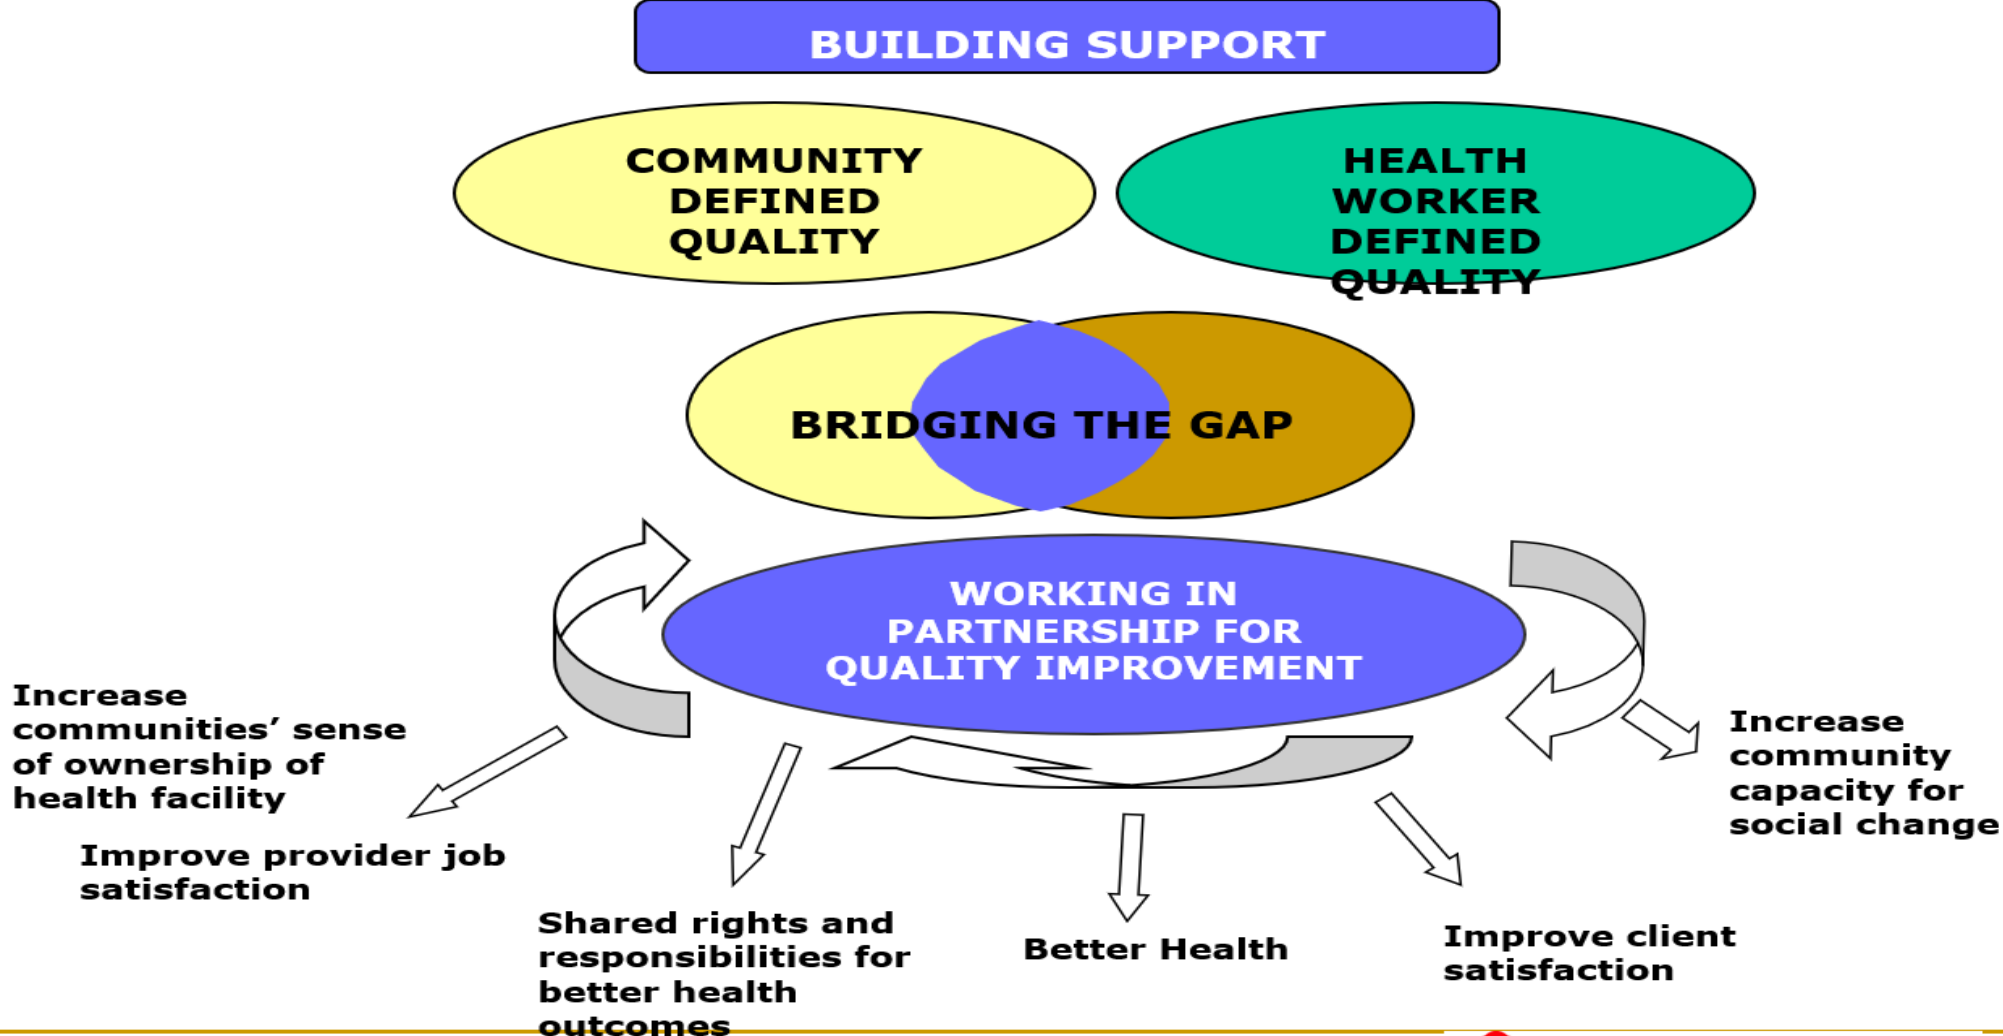 BUILDING SUPPORT
COMMUNITY
DEFINED
QUALITY
HEALTH
WORKER
DEFINED
QUALITY
BRIDGING THE GAP
WORKING IN
PARTNERSHIP FOR
QUALITY IMPROVEMENT
Increase
communities’ sense
of ownership of
health facility
Improve provider job
satisfaction
Shared rights and
responsibilities for
better health
outcomes
Better Health
Improve client
satisfaction
Increase
community
capacity for
social change